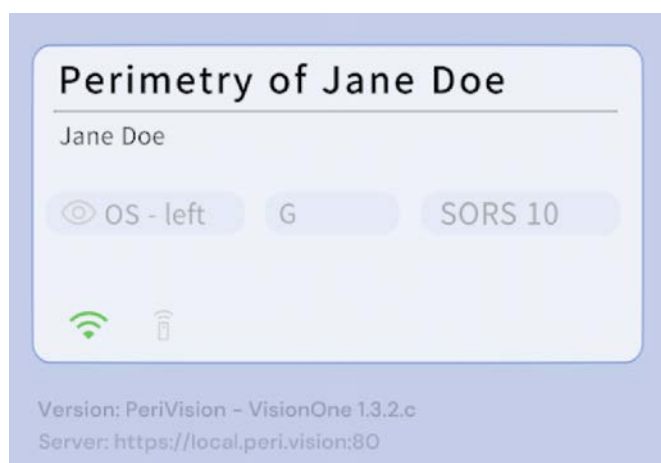 Perimetry of Jane Doe
Jane Doe
OS - left G SORS 10
Version: PeriVision - VisionOne 1.3.2.c
Server: https://local.peri.vision:80